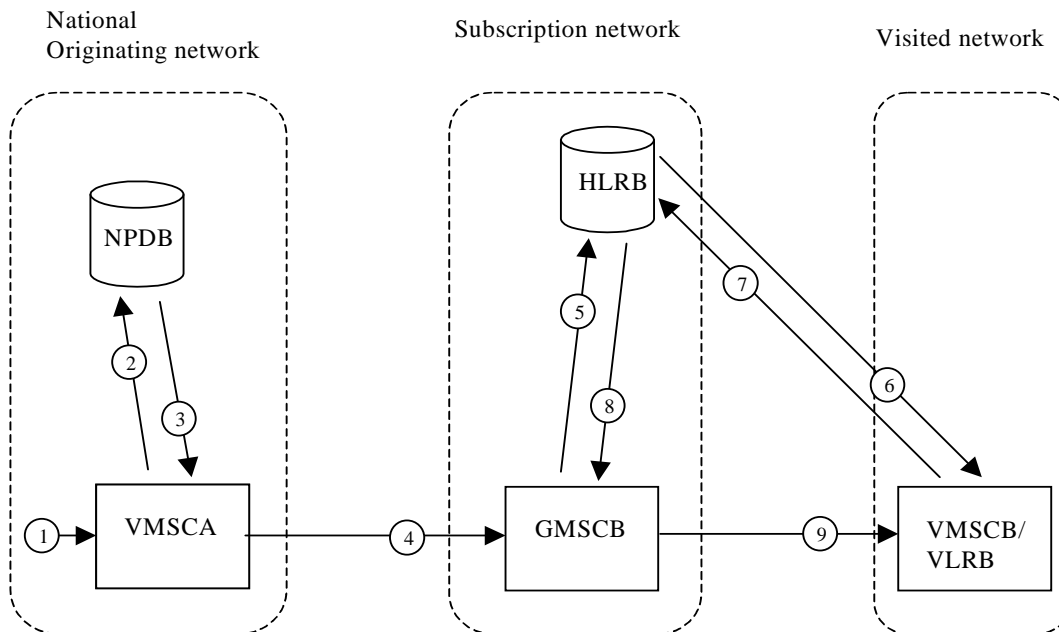 National
Originating network
Subscription network
Visited network
HLRB
NPDB
7
5
2
6
8
3
VMSCA
GMSCB
VMSCB/
VLRB
1
4
9